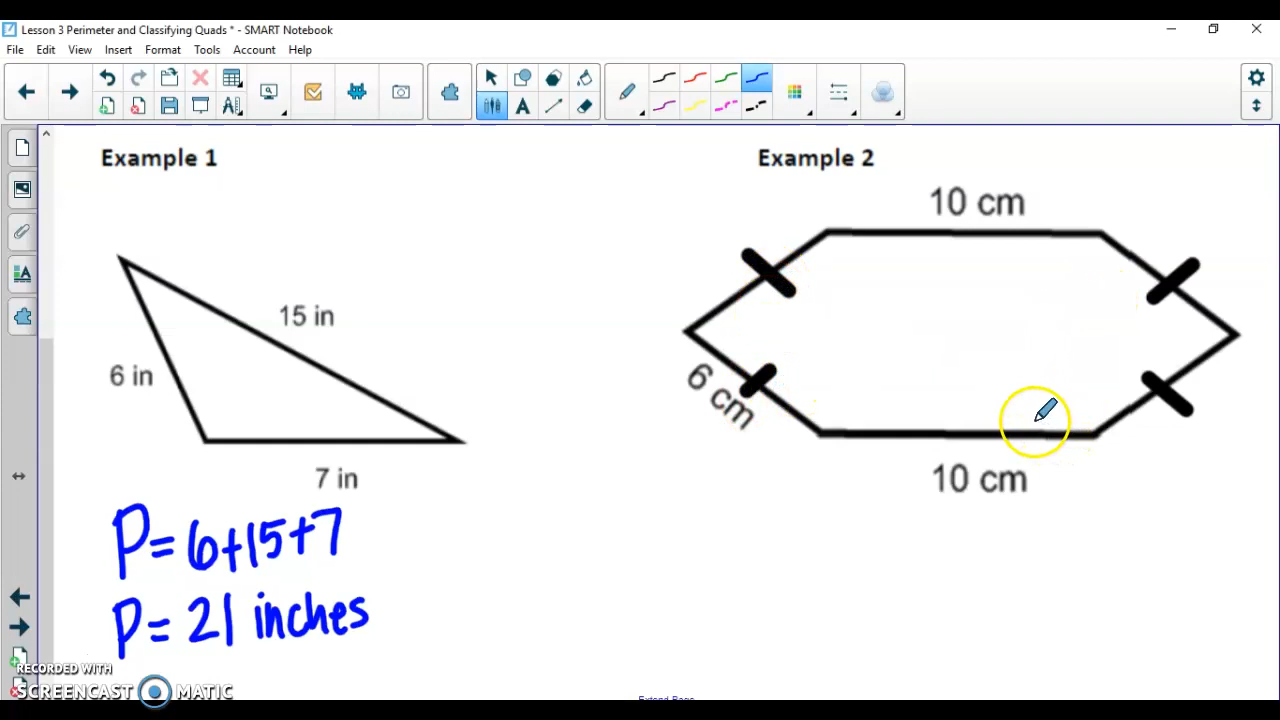 Lesson 3 Perimeter and Classifying Quads * - SMART Notebook
File Edit View Insert Format Tools Account Help
Example 1
Example 2
10 cm
15 in
6 in
6 cm
7 in
10 cm
P=6+15+7
P= 21 inches
RECORDED WITH
SCREENCAST MATIC
Extend Page